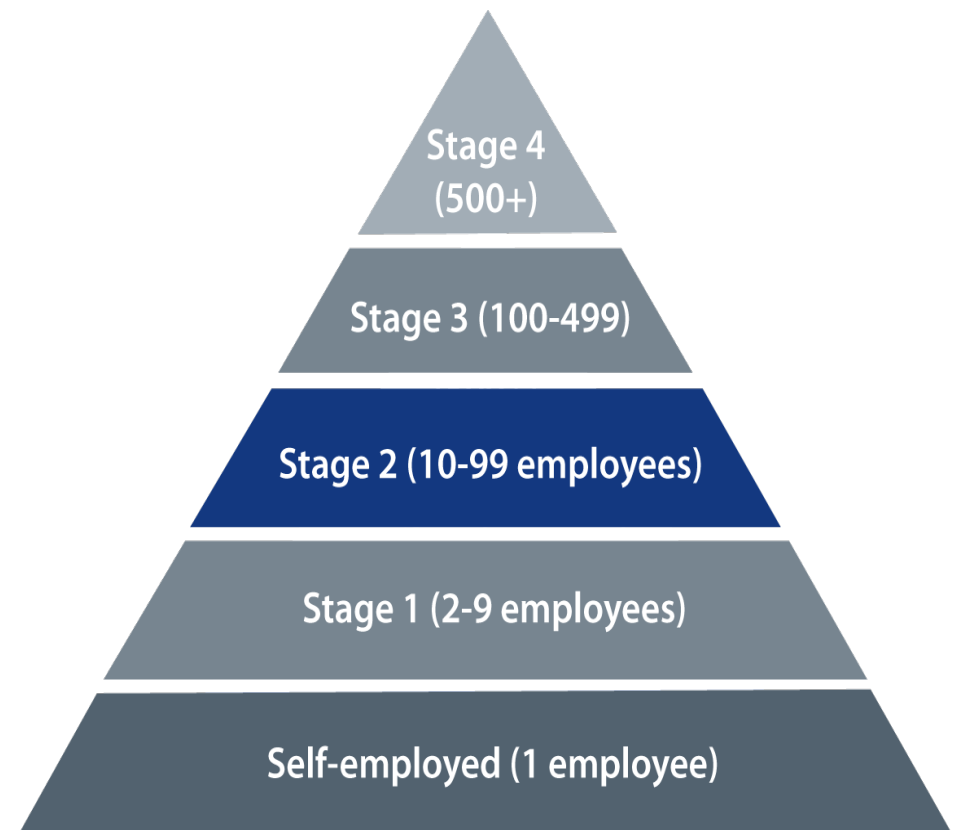 Stage 4
(500+)
Stage 3 (100-499)
Stage 2 (10-99 employees)
Stage 1 (2-9 employees)
Self-employed (1 employee)